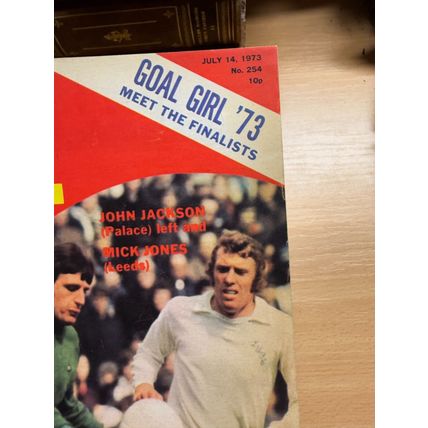 JULY 14, 1973
No. 254
10p
GOAL GIRL '73
MEET THE FINALISTS
JOHN JACKSON
(Palace) left and
MICK JONES
(Leeds)